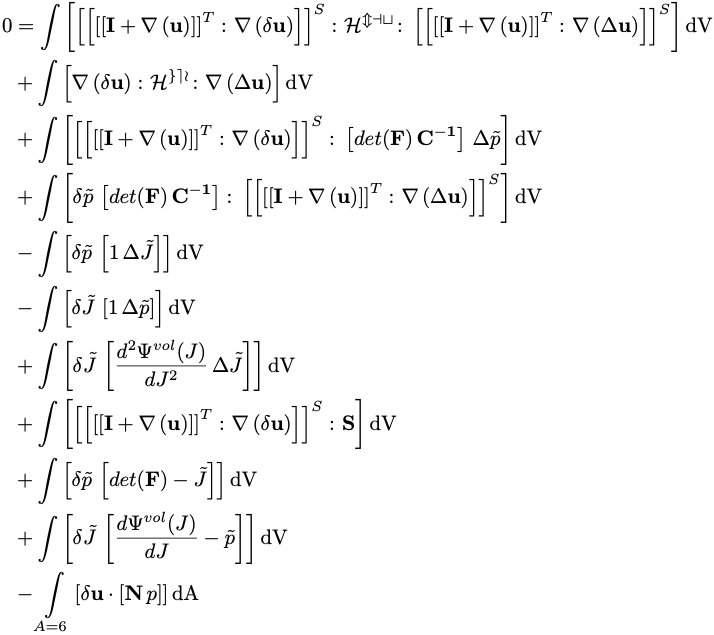 0 = ∫ [ [ [ [[𝐈 + ∇ (𝐮)]]ᵀ : ∇ (δ𝐮) ] ]ˢ : ℋ^{⇕⊣⊔} : [ [ [[𝐈 + ∇ (𝐮)]]ᵀ : ∇ (Δ𝐮) ] ]ˢ ] dV
+ ∫ [ ∇ (δ𝐮) : ℋ^{\}⌉≀} : ∇ (Δ𝐮) ] dV
+ ∫ [ [ [ [[𝐈 + ∇ (𝐮)]]ᵀ : ∇ (δ𝐮) ] ]ˢ : [det(𝐅) 𝐂^{−𝟏}] Δp̃ ] dV
+ ∫ [ δp̃ [det(𝐅) 𝐂^{−𝟏}] : [ [ [[𝐈 + ∇ (𝐮)]]ᵀ : ∇ (Δ𝐮) ] ]ˢ ] dV
− ∫ [ δp̃ [ 1 ΔJ̃ ] ] dV
− ∫ [ δJ̃ [1 Δp̃] ] dV
+ ∫ [ δJ̃ [ d²Ψ^{vol}(J) / dJ² ΔJ̃ ] ] dV
+ ∫ [ [ [ [[𝐈 + ∇ (𝐮)]]ᵀ : ∇ (δ𝐮) ] ]ˢ : 𝐒 ] dV
+ ∫ [ δp̃ [ det(𝐅) − J̃ ] ] dV
+ ∫ [ δJ̃ [ dΨ^{vol}(J) / dJ − p̃ ] ] dV
− ∫_{A=6} [δ𝐮 · [𝐍 p]] dA